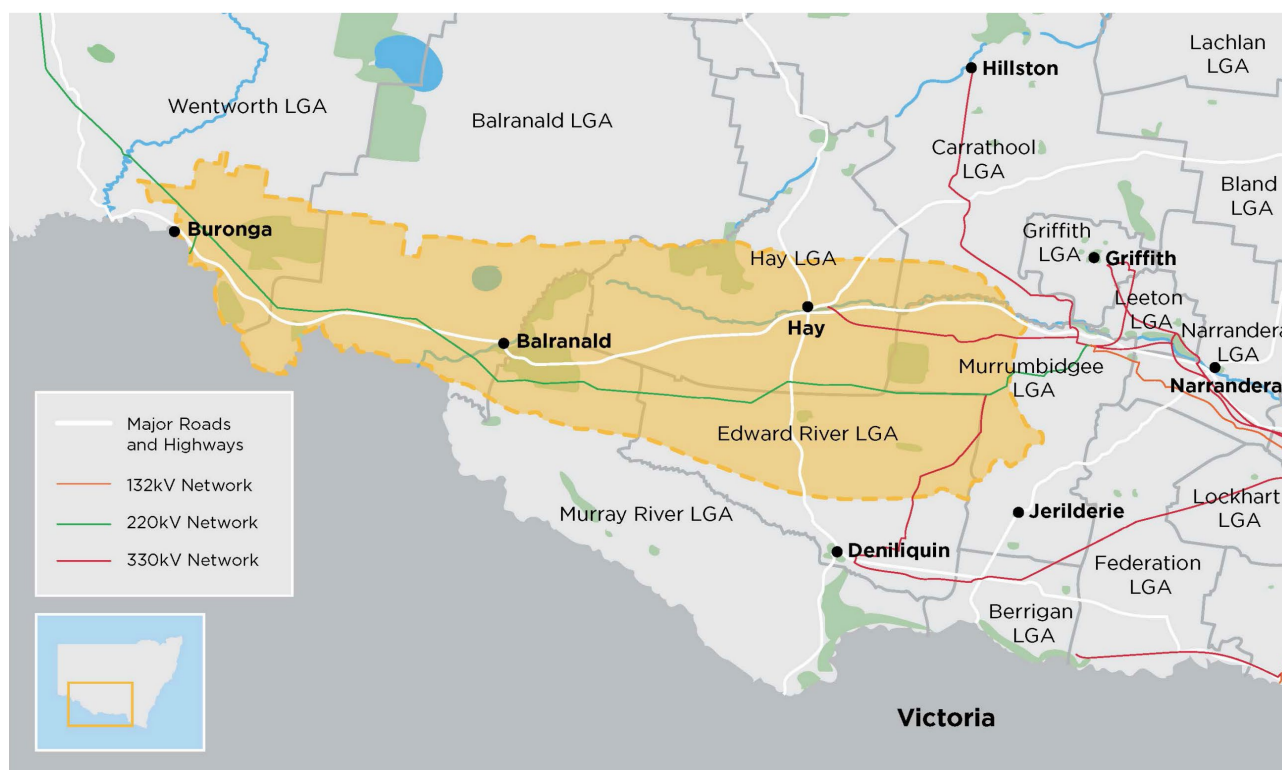 Lachlan
LGA
Hillston
Wentworth LGA
Balranald LGA
Carrathool
LGA
Bland
LGA
Buronga
Griffith
LGA
Griffith
Hay LGA
Leeton
LGA
Hay
Balranald
Narrandera
LGA
Murrumbidgee
LGA
Narrandera
Major Roads
and Highways
132kV Network
220kV Network
330kV Network
Edward River LGA
Murray River LGA
Jerilderie
Lockhart
LGA
Deniliquin
Federation
LGA
Berrigan
LGA
Victoria